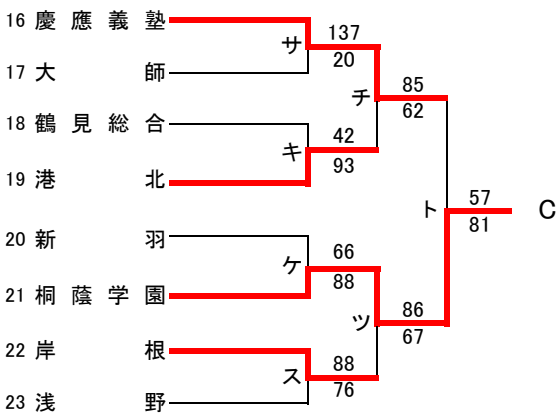 16 慶應義塾
サ
137
20
17 大師
チ
85
62
18 鶴見総合
キ
42
93
19 港北
ト
57
81
C
20 新羽
ケ
66
88
21 桐蔭学園
ツ
86
67
22 岸根
ス
88
76
23 浅野